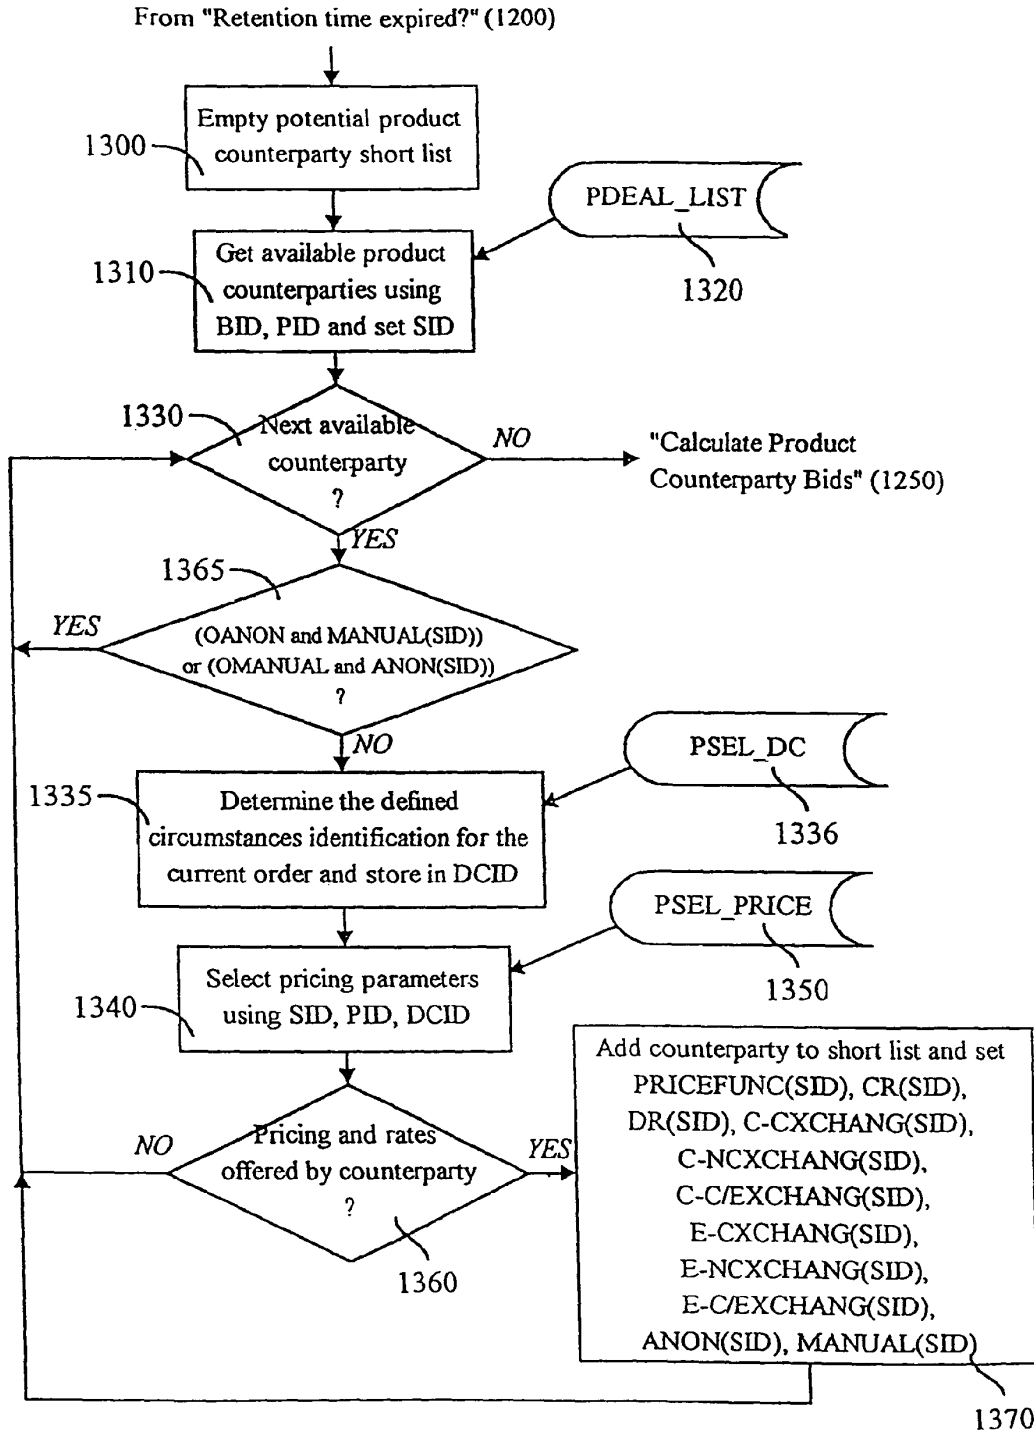 From "Retention time expired?" (1200)
Empty potential product
counterparty short list
1300
PDEAL_LIST
1320
Get available product
counterparties using
BID, PID and set SID
1310
1330
Next available
counterparty
?
NO
"Calculate Product
Counterparty Bids" (1250)
YES
1365
YES
(OANON and MANUAL(SID))
or (OMANUAL and ANON(SID))
?
NO
PSEL_DC
1336
1335
Determine the defined
circumstances identification for the
current order and store in DCID
PSEL_PRICE
1350
Select pricing parameters
using SID, PID, DCID
1340
NO
Pricing and rates
offered by counterparty
?
YES
1360
Add counterparty to short list and set
PRICEFUNC(SID), CR(SID),
DR(SID), C-CXCHANG(SID),
C-NCXCHANG(SID),
C-C/EXCHANG(SID),
E-CXCHANG(SID),
E-NCXCHANG(SID),
E-C/EXCHANG(SID),
ANON(SID), MANUAL(SID)
1370